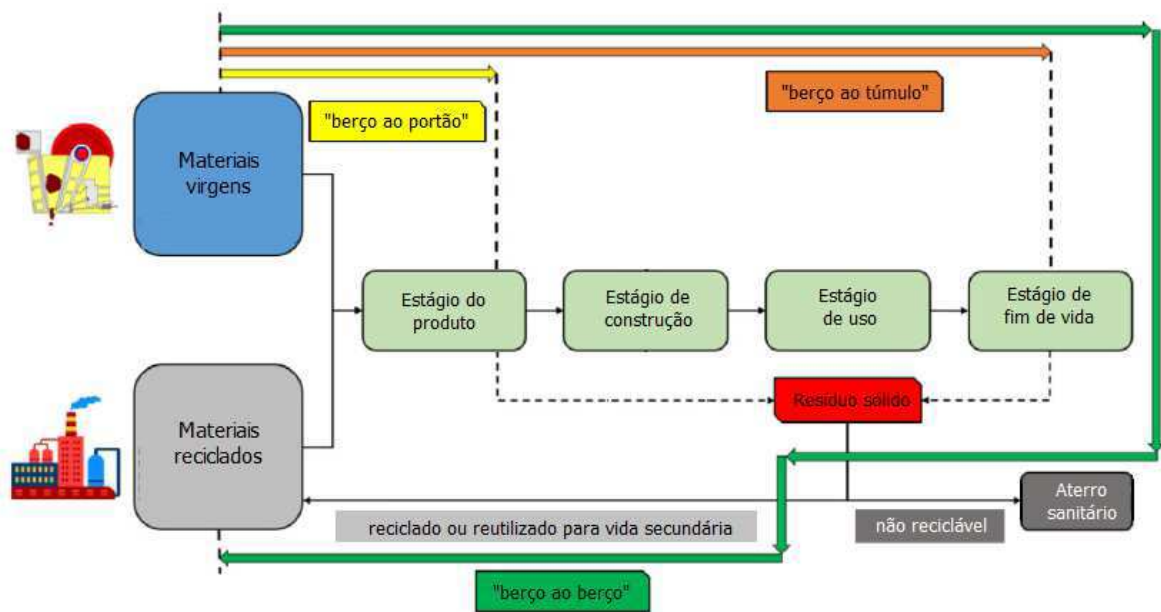 "berço ao portão"
"berço ao túmulo"
Materiais
virgens
Estágio do
produto
Estágio de
construção
Estágio
de uso
Estágio de
fim de vida
Resíduo sólido
Materiais
reciclados
Aterro
sanitário
reciclado ou reutilizado para vida secundária
não reciclável
"berço ao berço"